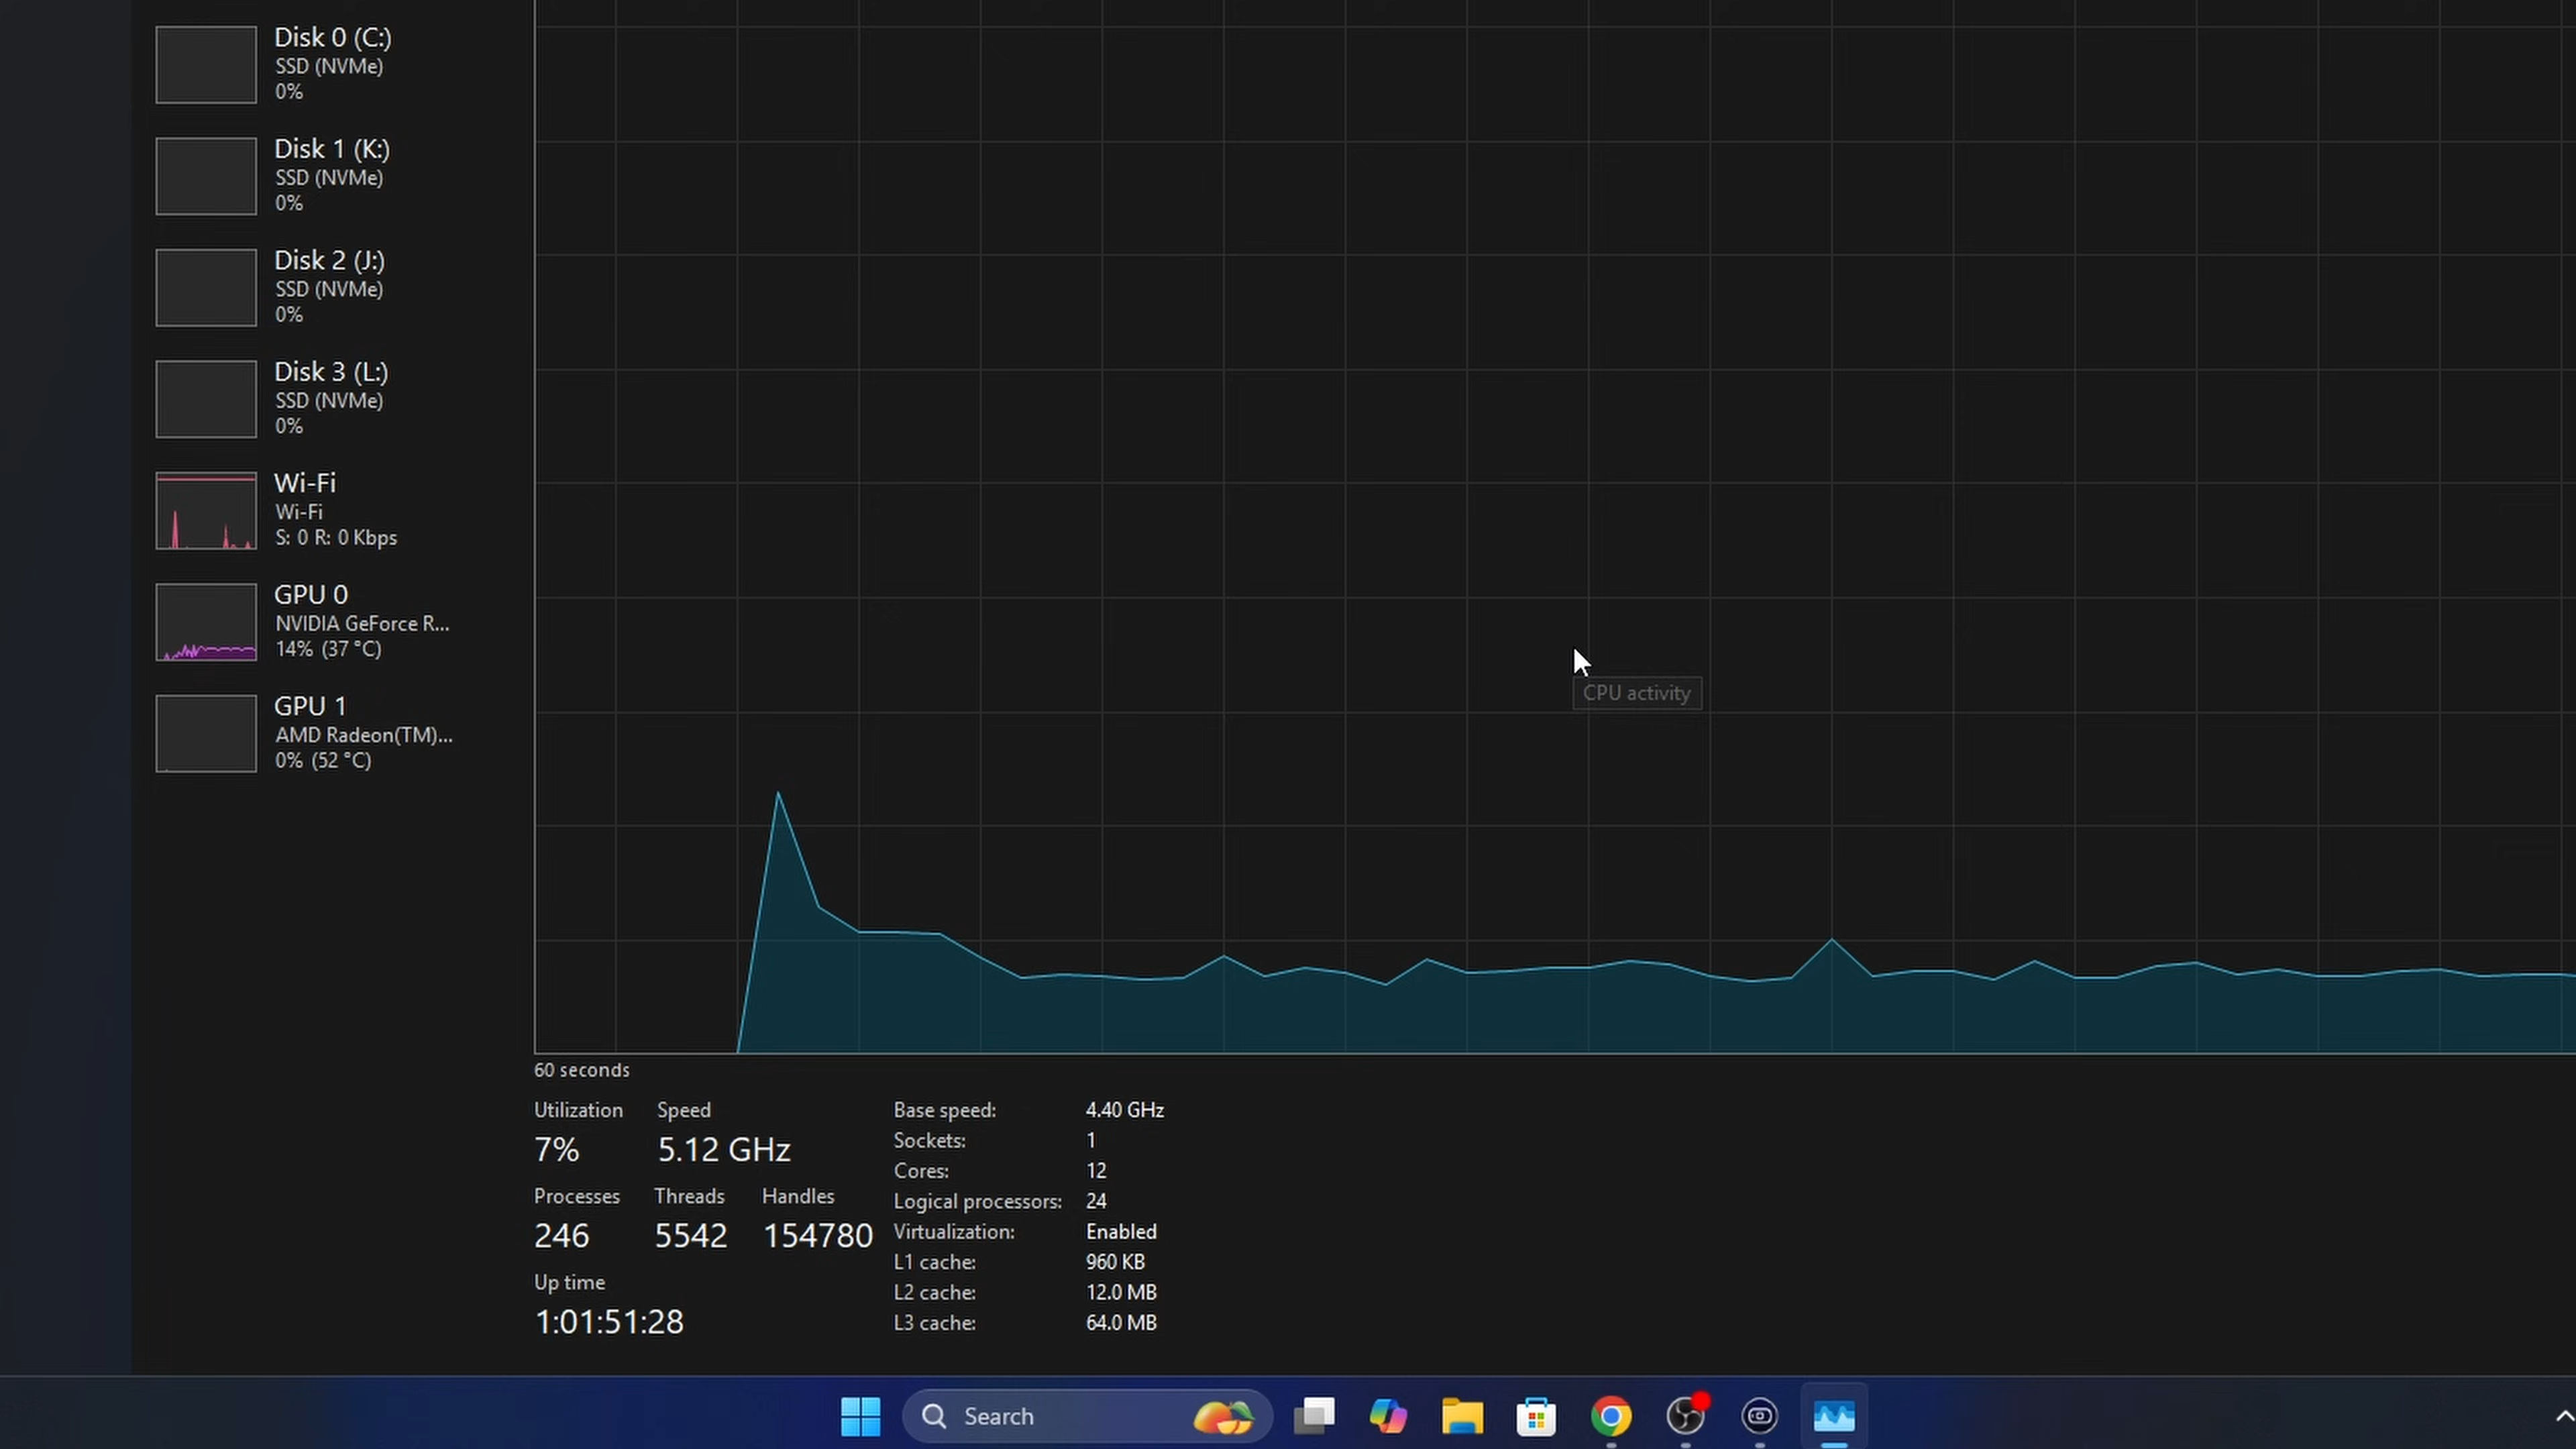 Disk 0 (C:)
SSD (NVMe)
0%
Disk 1 (K:)
SSD (NVMe)
0%
Disk 2 (J:)
SSD (NVMe)
0%
Disk 3 (L:)
SSD (NVMe)
0%
Wi-Fi
Wi-Fi
S: 0 R: 0 Kbps
GPU 0
NVIDIA GeForce R...
14% (37 °C)
GPU 1
AMD Radeon(TM)...
0% (52 °C)
CPU activity
60 seconds
Utilization Speed
7% 5.12 GHz
Processes Threads Handles
246 5542 154780
Up time
1:01:51:28
Base speed: 4.40 GHz
Sockets: 1
Cores: 12
Logical processors: 24
Virtualization: Enabled
L1 cache: 960 KB
L2 cache: 12.0 MB
L3 cache: 64.0 MB
Search